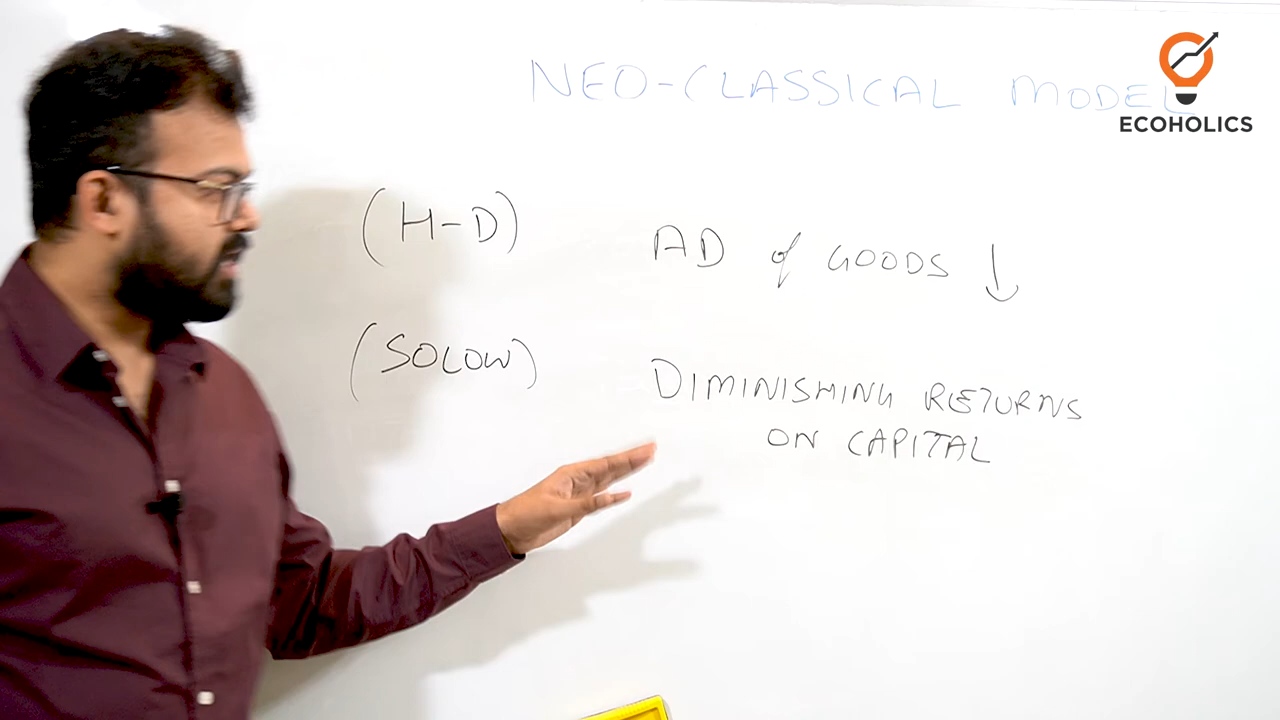 NEO-CLASSICAL MODEL
ECOHOLICS
(H-D) AD of GOODS ↓
(SOLOW) DIMINISHING RETURNS
ON CAPITAL